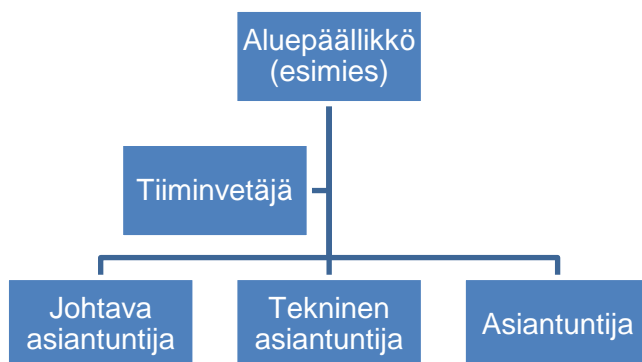 Aluepäällikkö
(esimies)
Tiiminvetäjä
Johtava
asiantuntija
Tekninen
asiantuntija
Asiantuntija